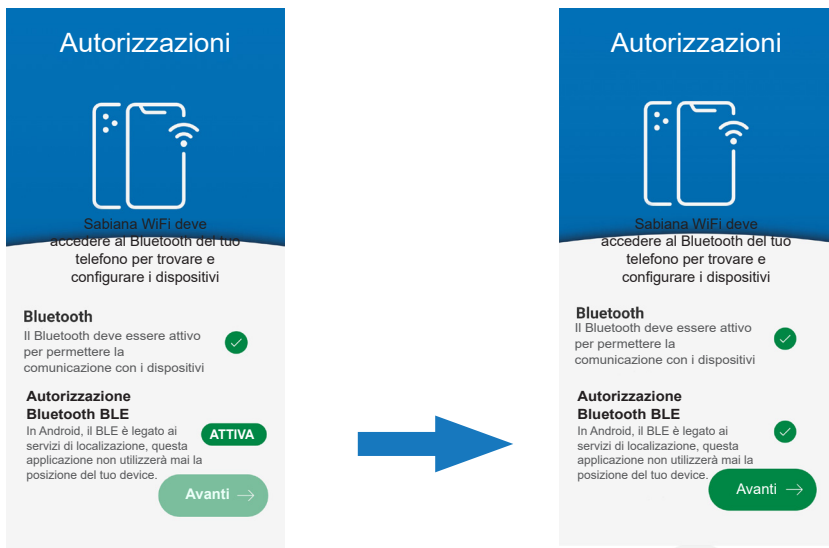 Autorizzazioni
Sabiana WiFi deve
accedere al Bluetooth del tuo
telefono per trovare e
configurare i dispositivi
Bluetooth
Il Bluetooth deve essere attivo
per permettere la
comunicazione con i dispositivi
Autorizzazione
Bluetooth BLE
In Android, il BLE è legato ai
servizi di localizzazione, questa
applicazione non utilizzerà mai la
posizione del tuo device.
ATTIVA
Avanti →
Autorizzazioni
Sabiana WiFi deve
accedere al Bluetooth del tuo
telefono per trovare e
configurare i dispositivi
Bluetooth
Il Bluetooth deve essere attivo
per permettere la
comunicazione con i dispositivi
Autorizzazione
Bluetooth BLE
In Android, il BLE è legato ai
servizi di localizzazione, questa
applicazione non utilizzerà mai la
posizione del tuo device.
Avanti →